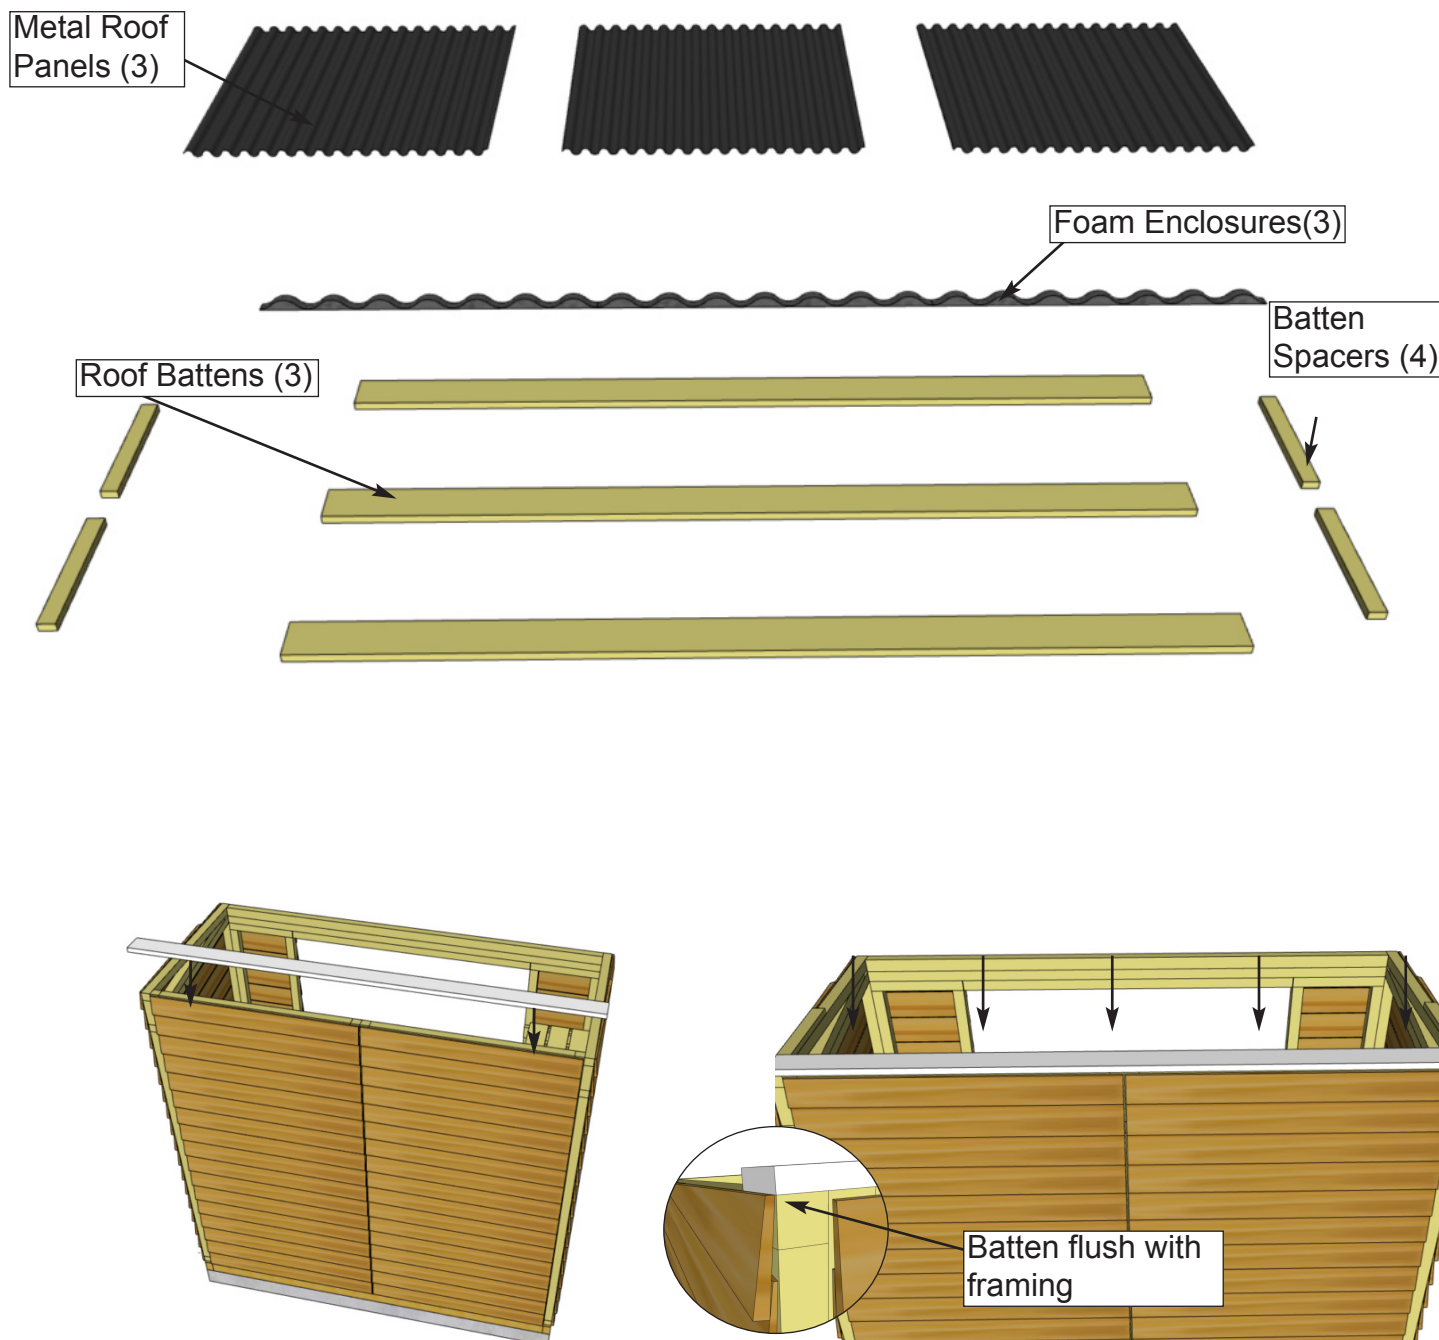 Metal Roof
Panels (3)
Foam Enclosures(3)
Batten
Spacers (4)
Roof Battens (3)
Batten flush with
framing